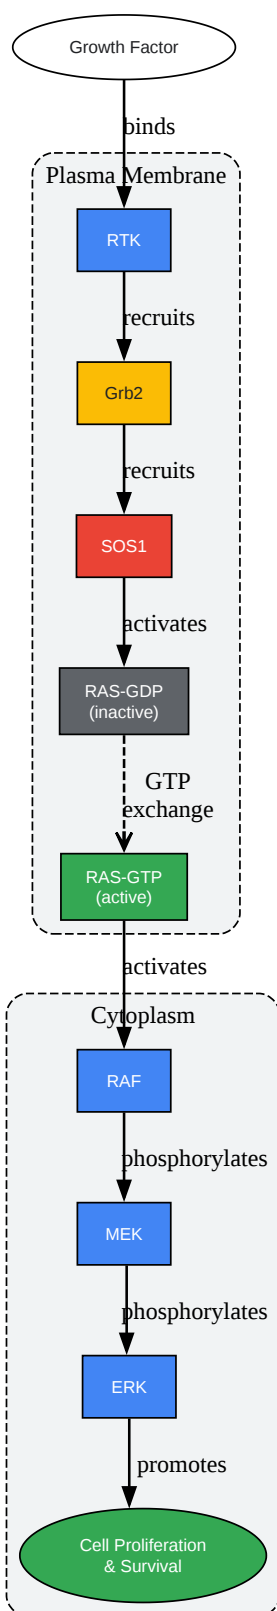 Growth Factor
binds
Plasma Membrane
RTK
recruits
Grb2
recruits
SOS1
activates
RAS-GDP
(inactive)
GTP
exchange
RAS-GTP
(active)
activates
Cytoplasm
RAF
phosphorylates
MEK
phosphorylates
ERK
promotes
Cell Proliferation
& Survival